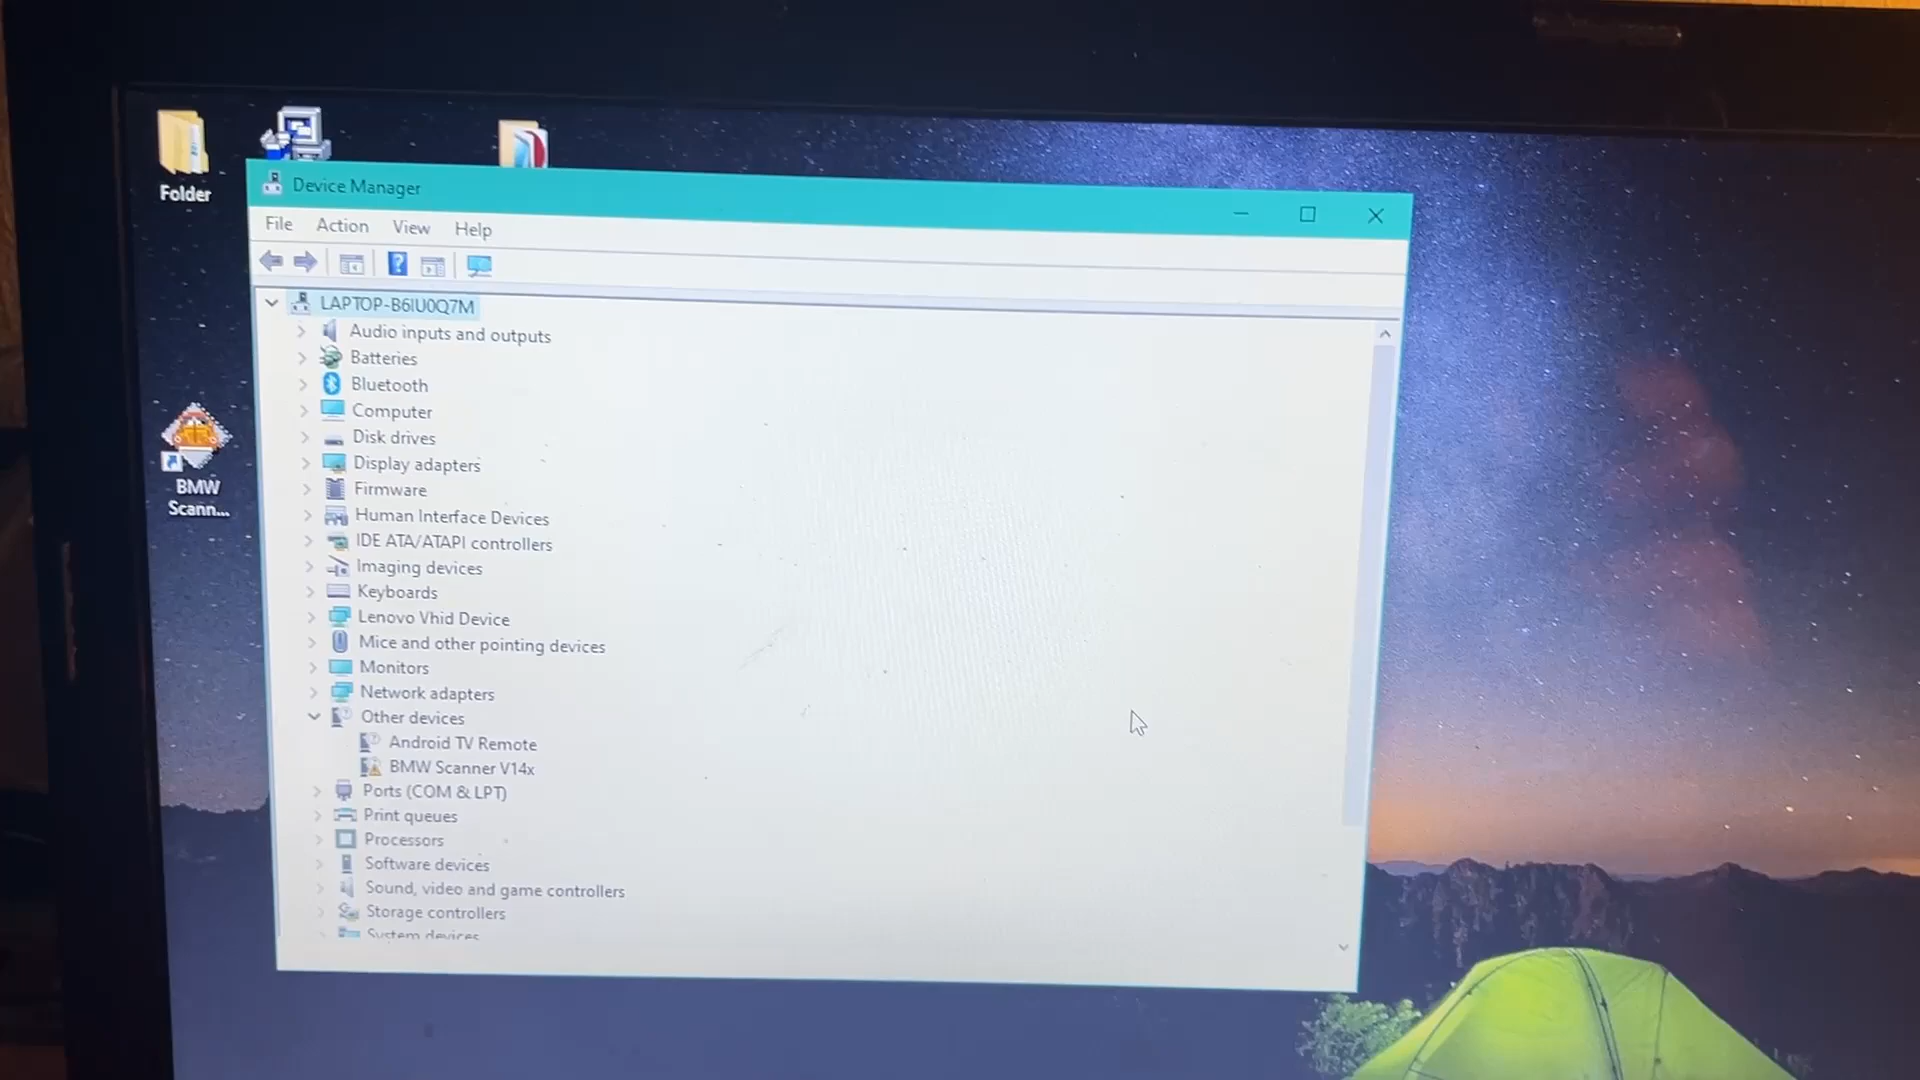 Folder
Device Manager
File Action View Help
LAPTOP-B6IU0Q7M
Audio inputs and outputs
Batteries
Bluetooth
Computer
Disk drives
Display adapters
Firmware
Human Interface Devices
IDE ATA/ATAPI controllers
Imaging devices
Keyboards
Lenovo Vhid Device
Mice and other pointing devices
Monitors
Network adapters
Other devices
Android TV Remote
BMW Scanner V14x
Ports (COM & LPT)
Print queues
Processors
Software devices
Sound, video and game controllers
Storage controllers
System devices
BMW
Scann...